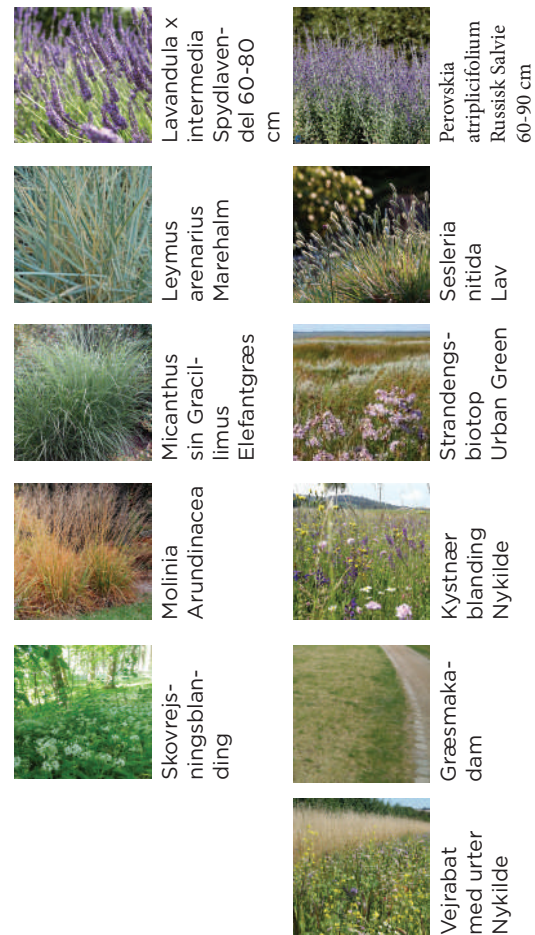 Lavandula x
intermedia
Spydlaven-
del 60-80
cm
Leymus
arenarius
Marehalm
Micanthus
sin Gracil-
limus
Elefantgræs
Molinia
Arundinacea
Skovrejs-
ningsblan-
ding
Perovskia
atriplicifolium
Russisk Salvie
60-90 cm
Sesleria
nitida
Lav
Strandengs-
biotop
Urban Green
Kystnær
blanding
Nykilde
Græsmaka-
dam
Vejrabat
med urter
Nykilde